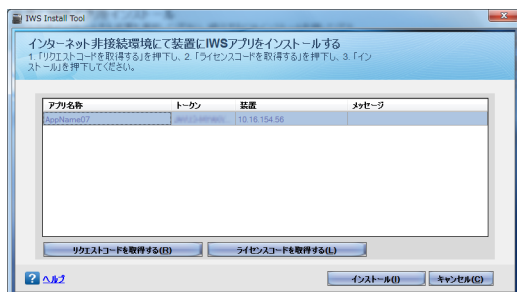 IWS Install Tool
インターネット非接続環境にて装置にIWSアプリをインストールする
1.「リクエストコードを取得する」を押下し、2.「ライセンスコードを取得する」を押下し、3.「イン
ストール」を押下してください。
アプリ名称 トークン 装置 メッセージ
AppName07 10.16.154.56
リクエストコードを取得する(R) ライセンスコードを取得する(L)
? ヘルプ インストール(I) キャンセル(C)